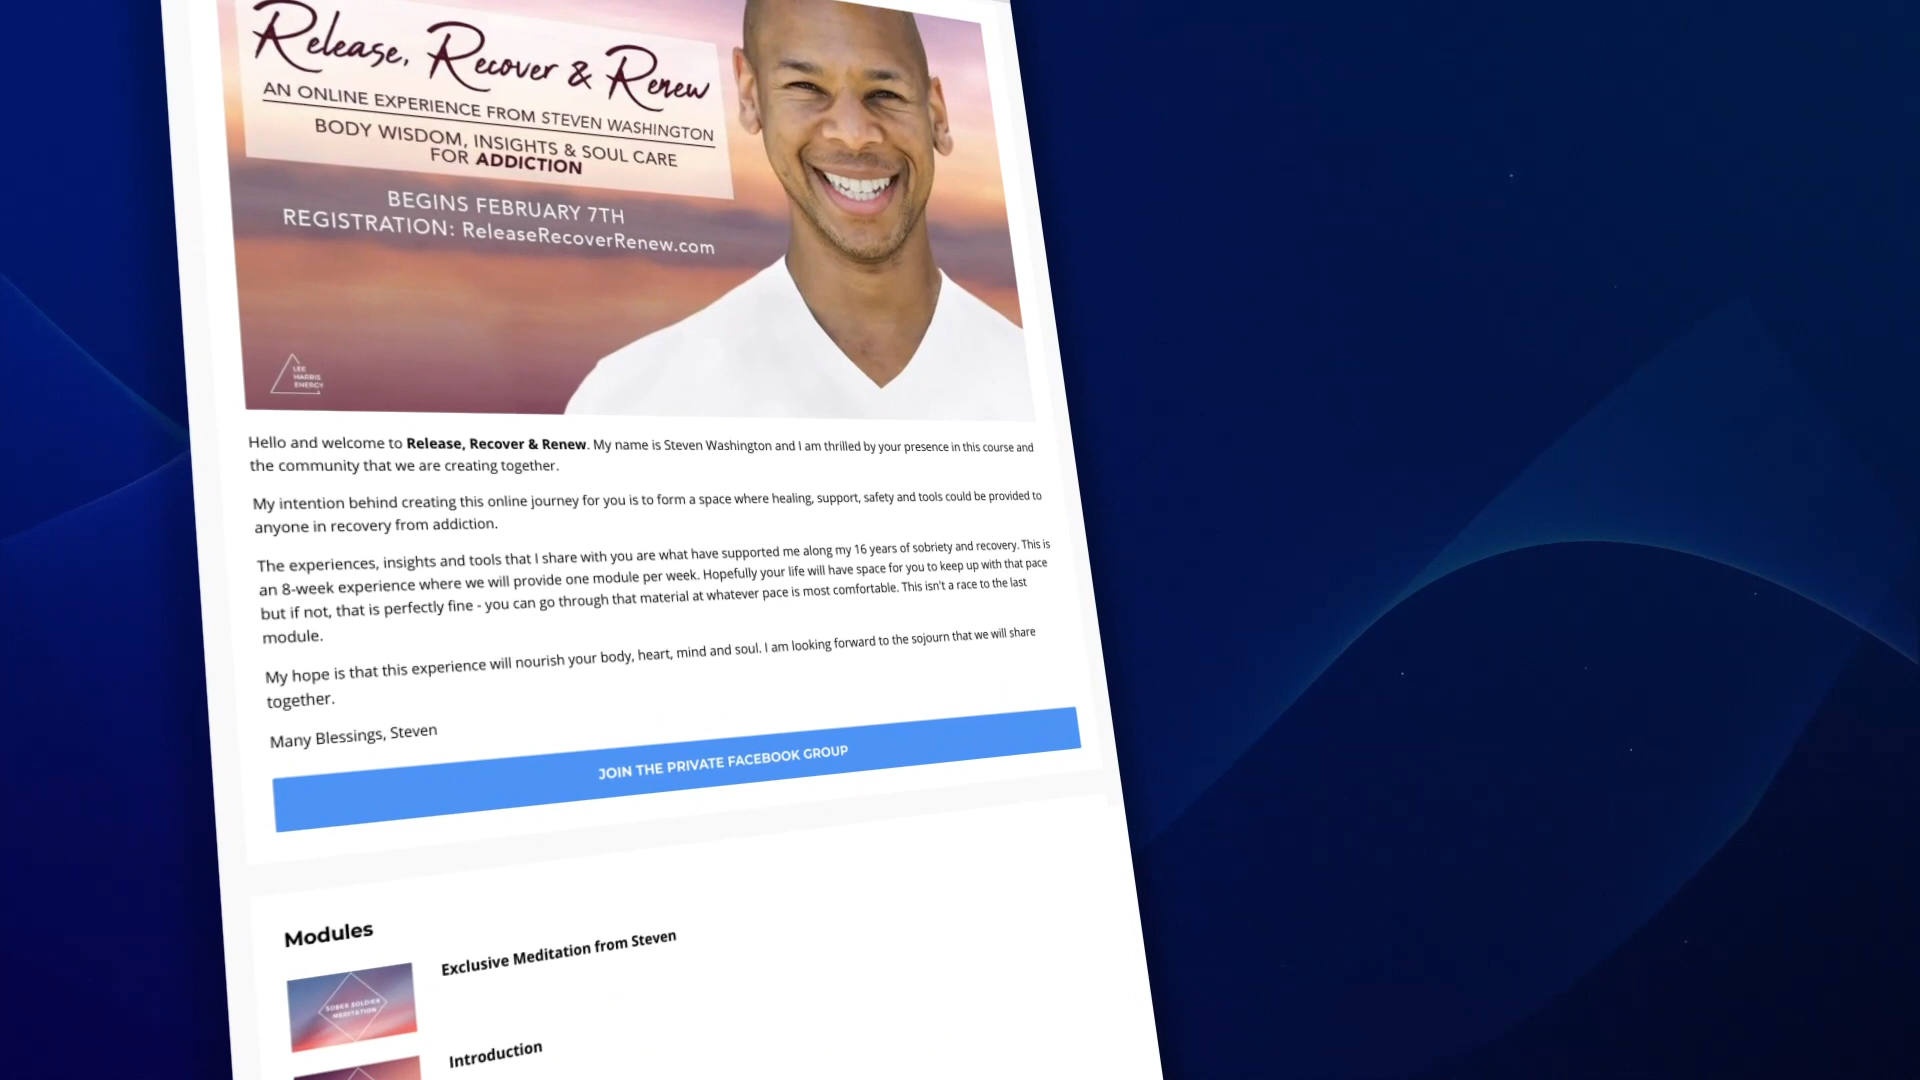 Release, Recover & Renew
AN ONLINE EXPERIENCE FROM STEVEN WASHINGTON
BODY WISDOM, INSIGHTS & SOUL CARE
FOR ADDICTION
BEGINS FEBRUARY 7TH
REGISTRATION: ReleaseRecoverRenew.com
LEE
HARRIS
ENERGY
Hello and welcome to Release, Recover & Renew. My name is Steven Washington and I am thrilled by your presence in this course and
the community that we are creating together.
My intention behind creating this online journey for you is to form a space where healing, support, safety and tools could be provided to
anyone in recovery from addiction.
The experiences, insights and tools that I share with you are what have supported me along my 16 years of sobriety and recovery. This is
an 8-week experience where we will provide one module per week. Hopefully your life will have space for you to keep up with that pace
but if not, that is perfectly fine - you can go through that material at whatever pace is most comfortable. This isn't a race to the last
module.
My hope is that this experience will nourish your body, heart, mind and soul. I am looking forward to the sojourn that we will share
together.
Many Blessings, Steven
JOIN THE PRIVATE FACEBOOK GROUP
Modules
Exclusive Meditation from Steven
SOBER SOLDIER
MEDITATION
Introduction